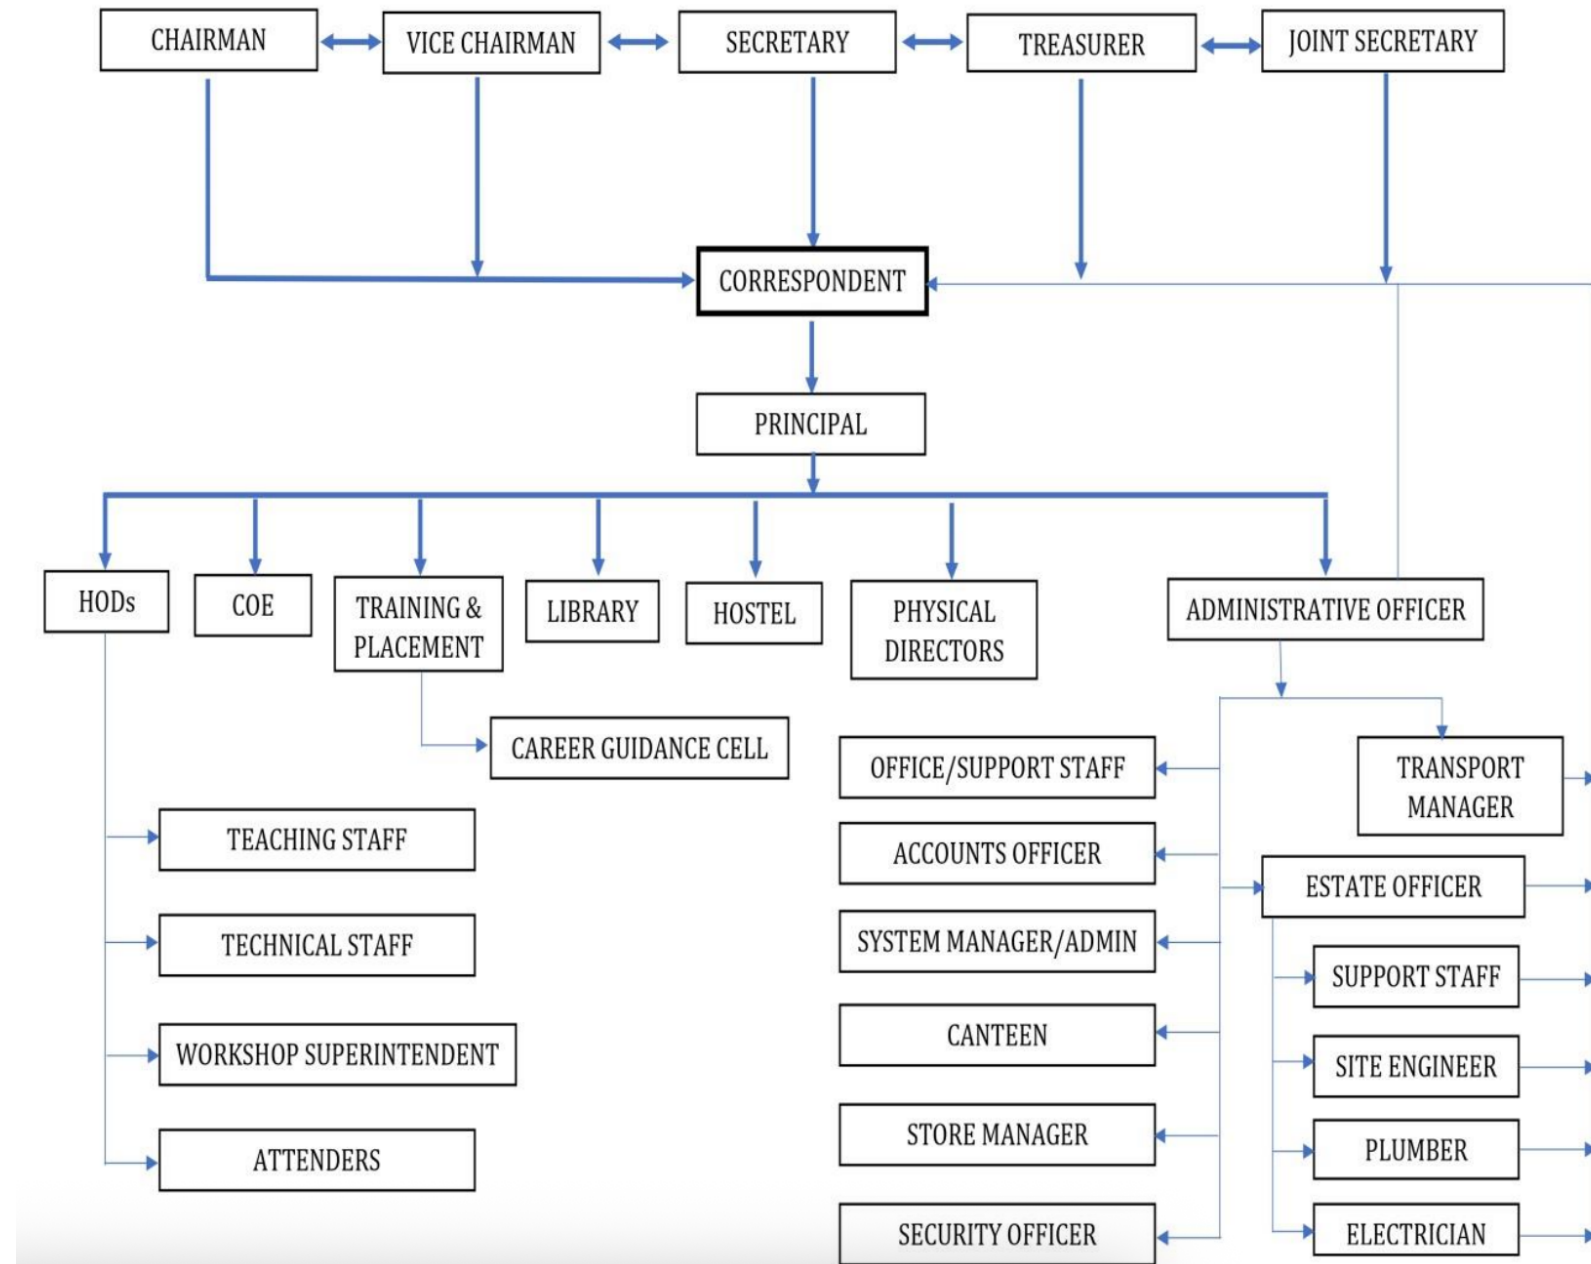 CHAIRMAN
VICE CHAIRMAN
SECRETARY
TREASURER
JOINT SECRETARY
CORRESPONDENT
PRINCIPAL
HODs
COE
TRAINING &
PLACEMENT
LIBRARY
HOSTEL
PHYSICAL
DIRECTORS
ADMINISTRATIVE OFFICER
CAREER GUIDANCE CELL
TEACHING STAFF
TECHNICAL STAFF
WORKSHOP SUPERINTENDENT
ATTENDERS
OFFICE/SUPPORT STAFF
ACCOUNTS OFFICER
SYSTEM MANAGER/ADMIN
CANTEEN
STORE MANAGER
SECURITY OFFICER
TRANSPORT
MANAGER
ESTATE OFFICER
SUPPORT STAFF
SITE ENGINEER
PLUMBER
ELECTRICIAN